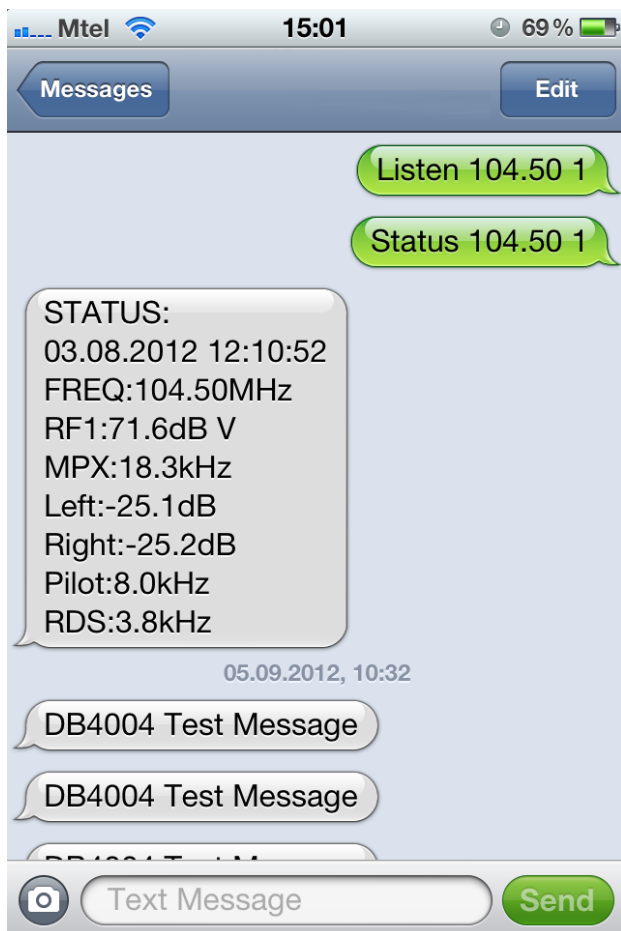 Mtel 15:01 69%
Messages Edit
Listen 104.50 1
Status 104.50 1
STATUS:
03.08.2012 12:10:52
FREQ:104.50MHz
RF1:71.6dB V
MPX:18.3kHz
Left:-25.1dB
Right:-25.2dB
Pilot:8.0kHz
RDS:3.8kHz
05.09.2012, 10:32
DB4004 Test Message
DB4004 Test Message
Text Message Send